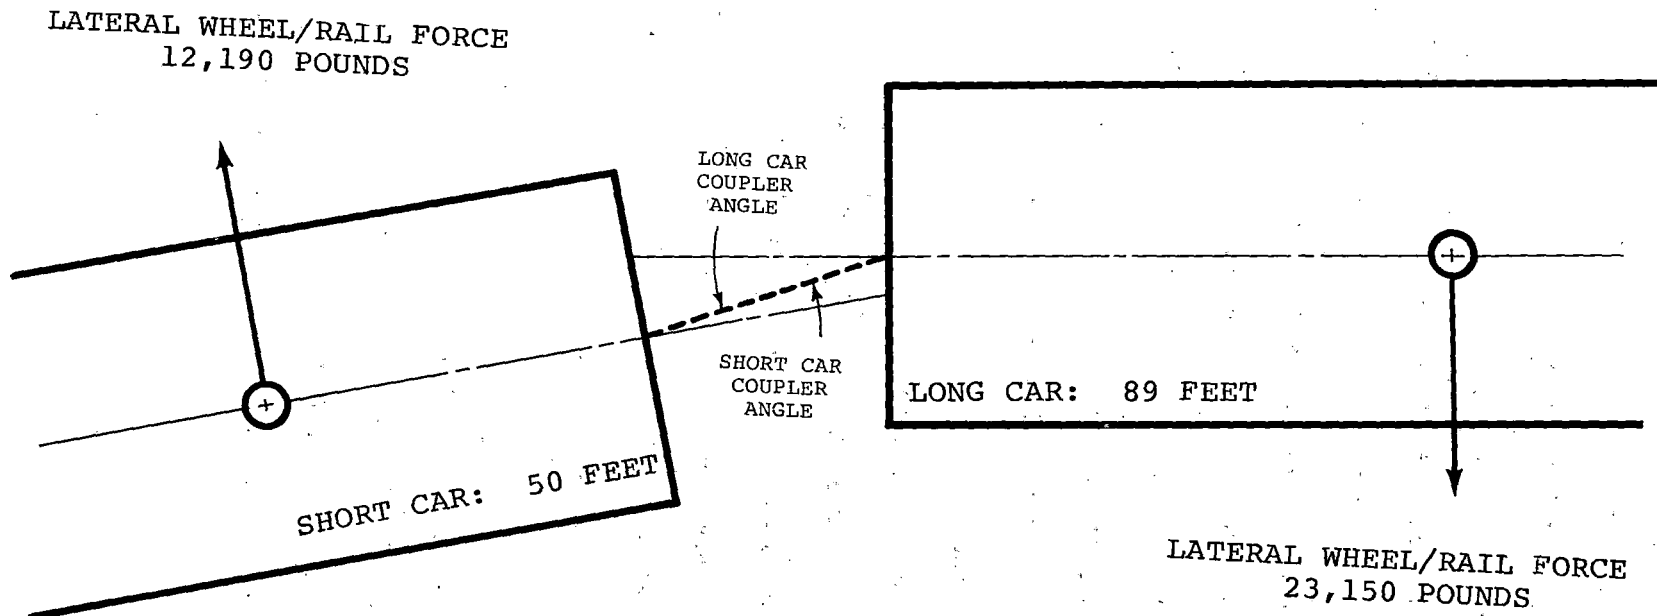 LATERAL WHEEL/RAIL FORCE
12,190 POUNDS
LONG CAR
COUPLER
ANGLE
SHORT CAR
COUPLER
ANGLE
LONG CAR: 89 FEET
SHORT CAR: 50 FEET
LATERAL WHEEL/RAIL FORCE
23,150 POUNDS